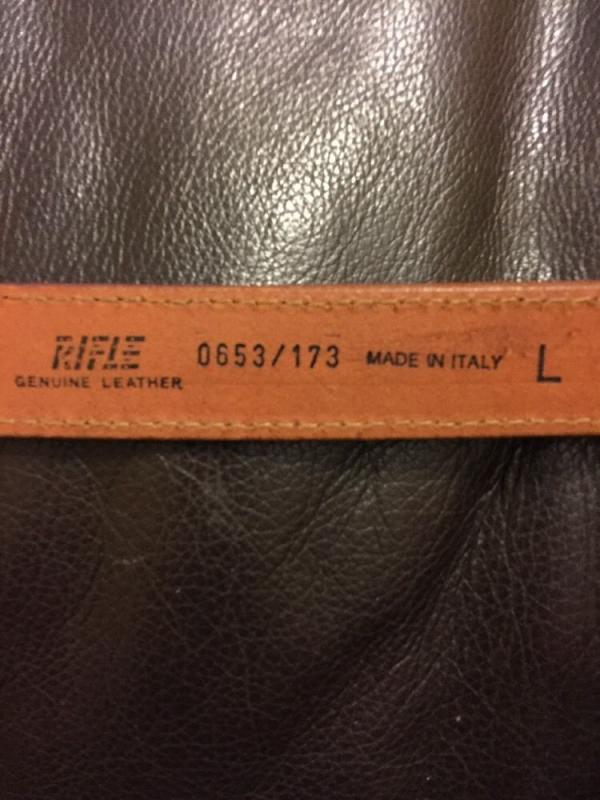 RIFLE 0653/173 MADE IN ITALY L
GENUINE LEATHER